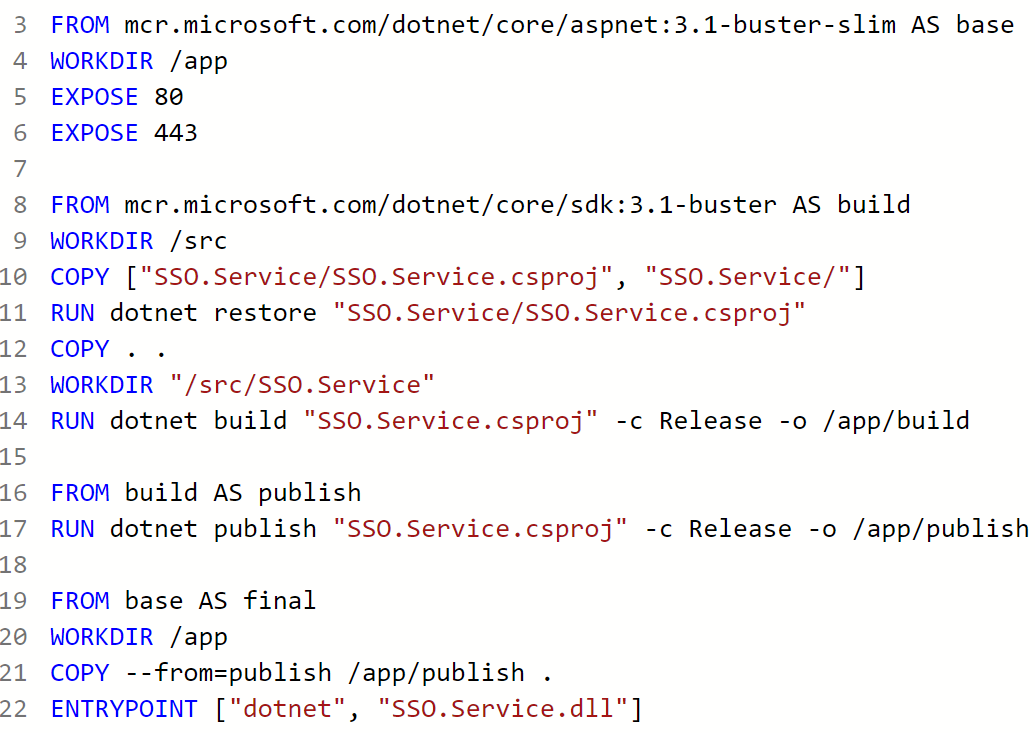 3 FROM mcr.microsoft.com/dotnet/core/aspnet:3.1-buster-slim AS base
4 WORKDIR /app
5 EXPOSE 80
6 EXPOSE 443
7
8 FROM mcr.microsoft.com/dotnet/core/sdk:3.1-buster AS build
9 WORKDIR /src
10 COPY ["SSO.Service/SSO.Service.csproj", "SSO.Service/"]
11 RUN dotnet restore "SSO.Service/SSO.Service.csproj"
12 COPY . .
13 WORKDIR "/src/SSO.Service"
14 RUN dotnet build "SSO.Service.csproj" -c Release -o /app/build
15
16 FROM build AS publish
17 RUN dotnet publish "SSO.Service.csproj" -c Release -o /app/publish
18
19 FROM base AS final
20 WORKDIR /app
21 COPY --from=publish /app/publish .
22 ENTRYPOINT ["dotnet", "SSO.Service.dll"]